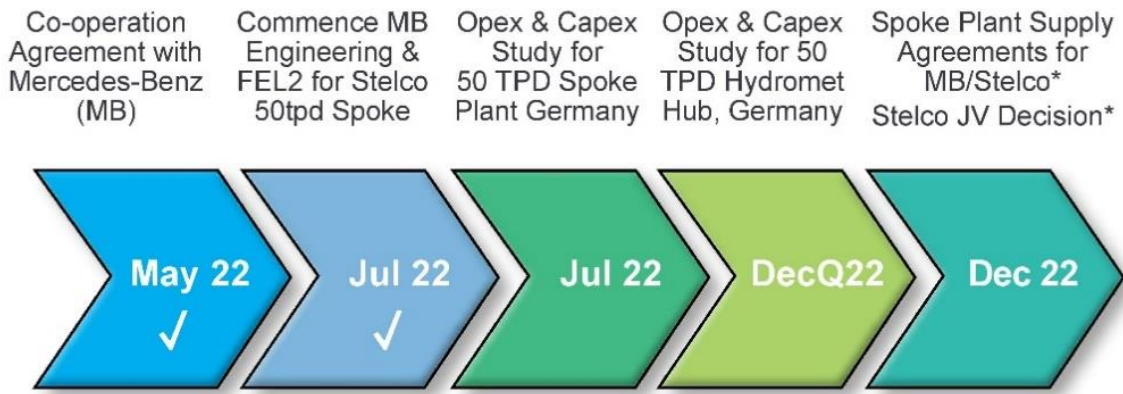 Co-operation
Agreement with
Mercedes-Benz
(MB)
Commence MB
Engineering &
FEL2 for Stelco
50tpd Spoke
Opex & Capex
Study for
50 TPD Spoke
Plant Germany
Opex & Capex
Study for 50
TPD Hydromet
Hub, Germany
Spoke Plant Supply
Agreements for
MB/Stelco*
Stelco JV Decision*
May 22
√
Jul 22
√
Jul 22
DecQ22
Dec 22